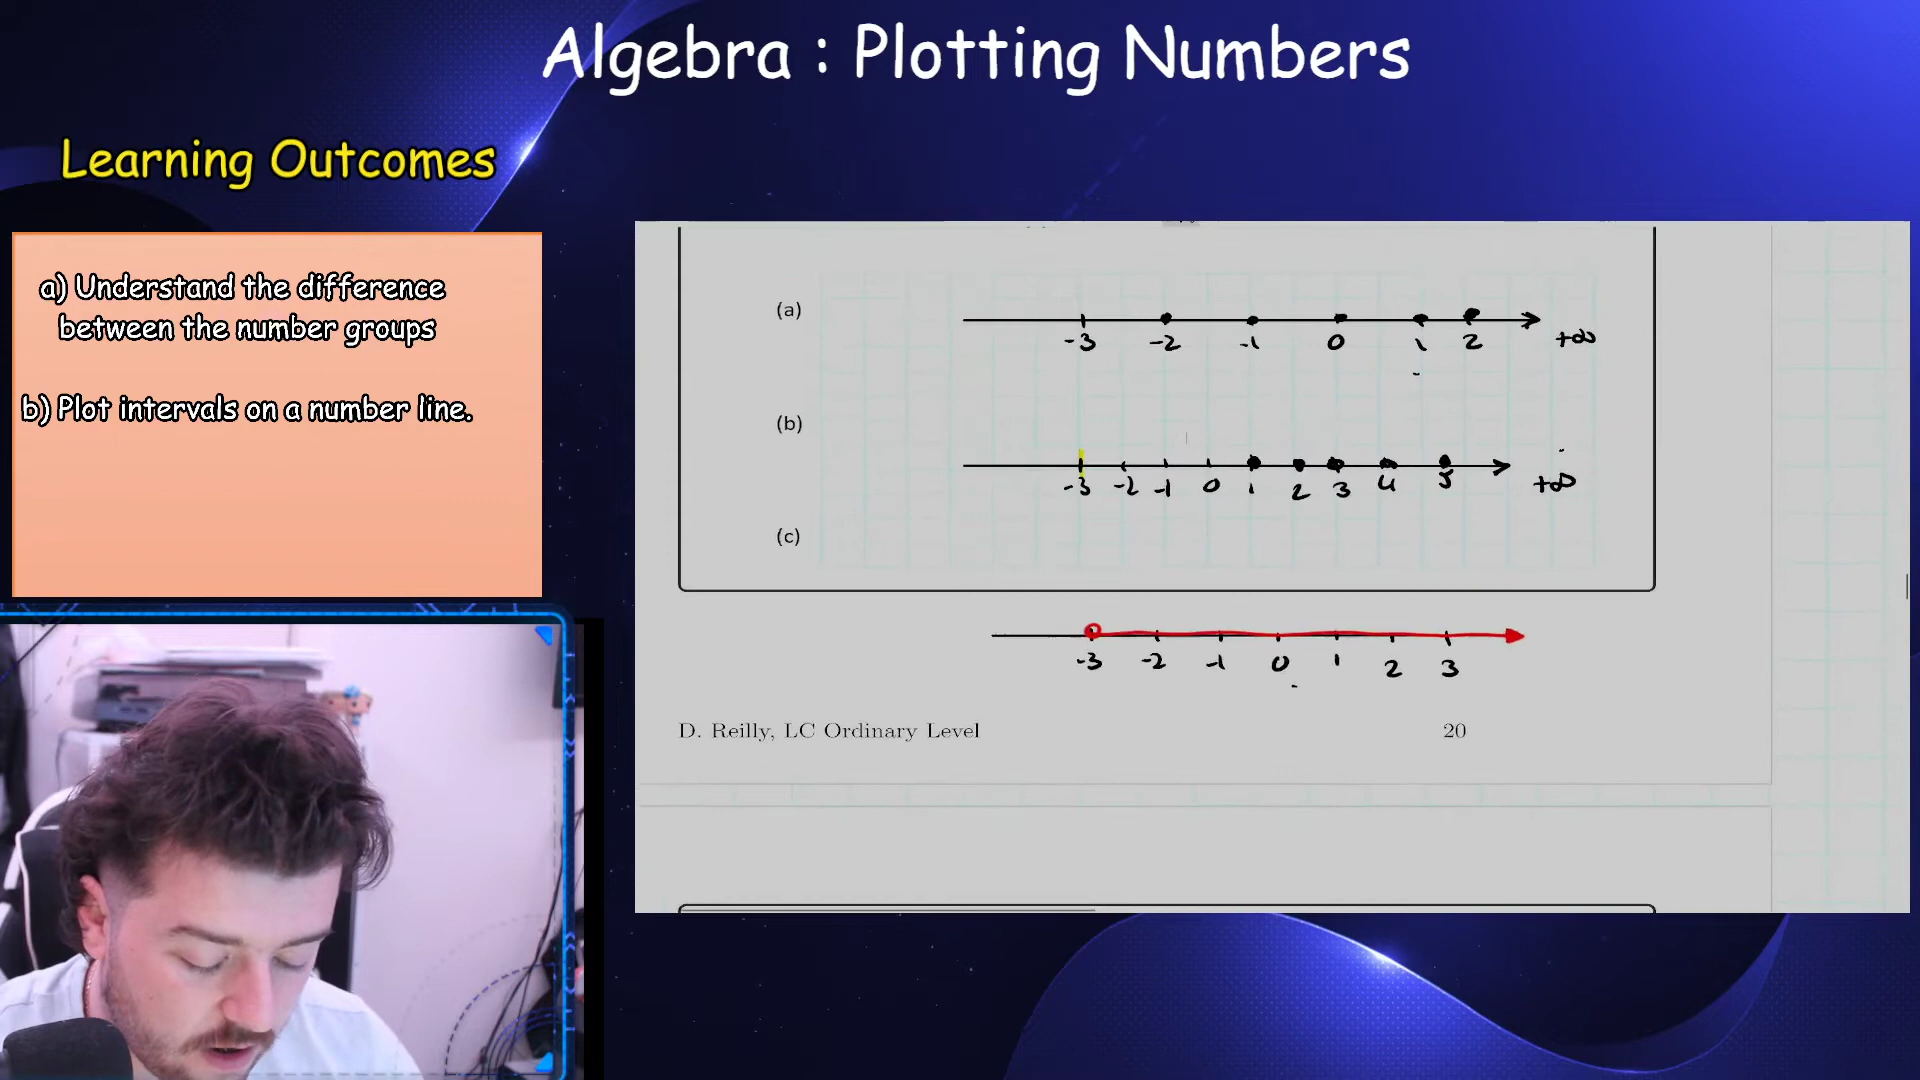 Algebra : Plotting Numbers
Learning Outcomes
a) Understand the difference
between the number groups
b) Plot intervals on a number line.
(a)
-3 -2 -1 0 1 2 +∞
(b)
-3 -2 -1 0 1 2 3 4 5 +∞
(c)
-3 -2 -1 0 1 2 3
D. Reilly, LC Ordinary Level 20